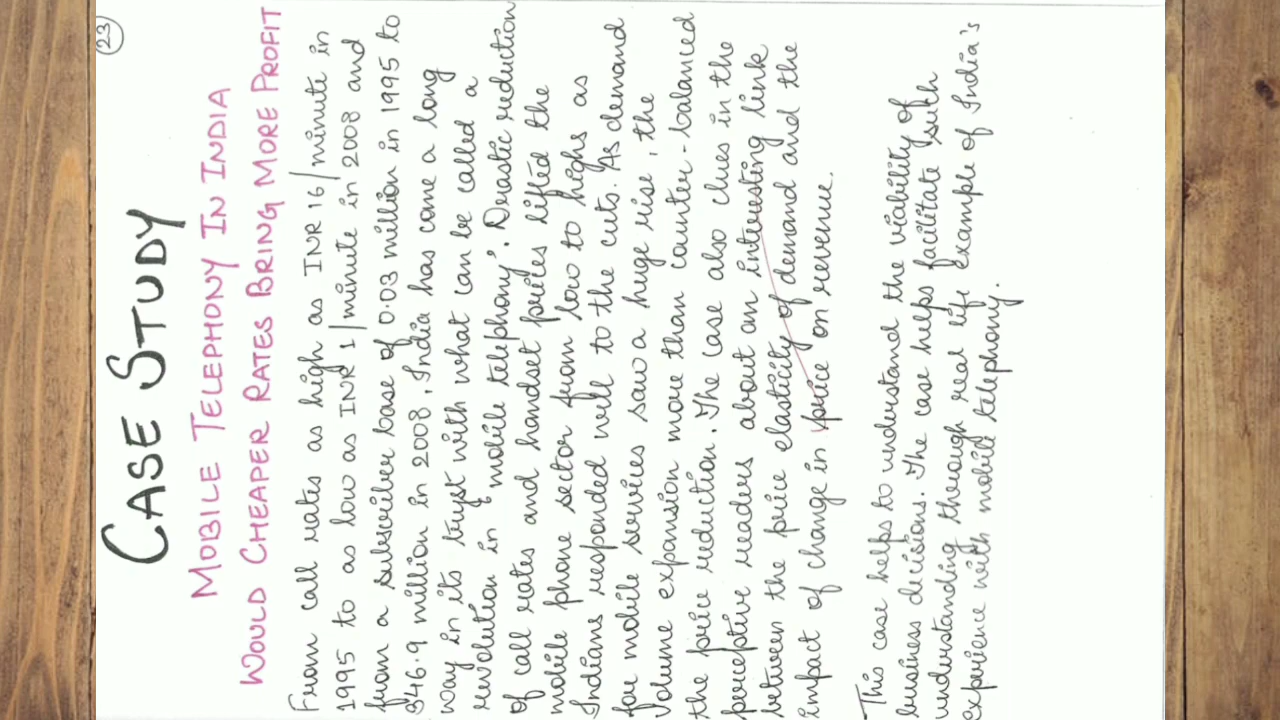 23
CASE STUDY
MOBILE TELEPHONY IN INDIA
WOULD CHEAPER RATES BRING MORE PROFIT
From call rates as high as INR 16/minute in
1995 to as low as INR 1/minute in 2008 and
from a subscriber base of 0.03 million in 1995 to
346.9 million in 2008, India has come a long
way in its tryst with what can be called a
revolution in 'mobile telephony'. Drastic reduction
of call rates and handset prices lifted the
mobile phone sector from low to highs as
Indians responded well to the cuts. As demand
for mobile services saw a huge rise, the
volume expansion more than counter-balanced
the price reduction. The case also clues in the
perceptive readers about an interesting link
between the price elasticity of demand and the
impact of change in price on revenue.
This case helps to understand the viability of
business decisions. The case helps facilitate such
understanding through real life example of India's
experience with mobile telephony.